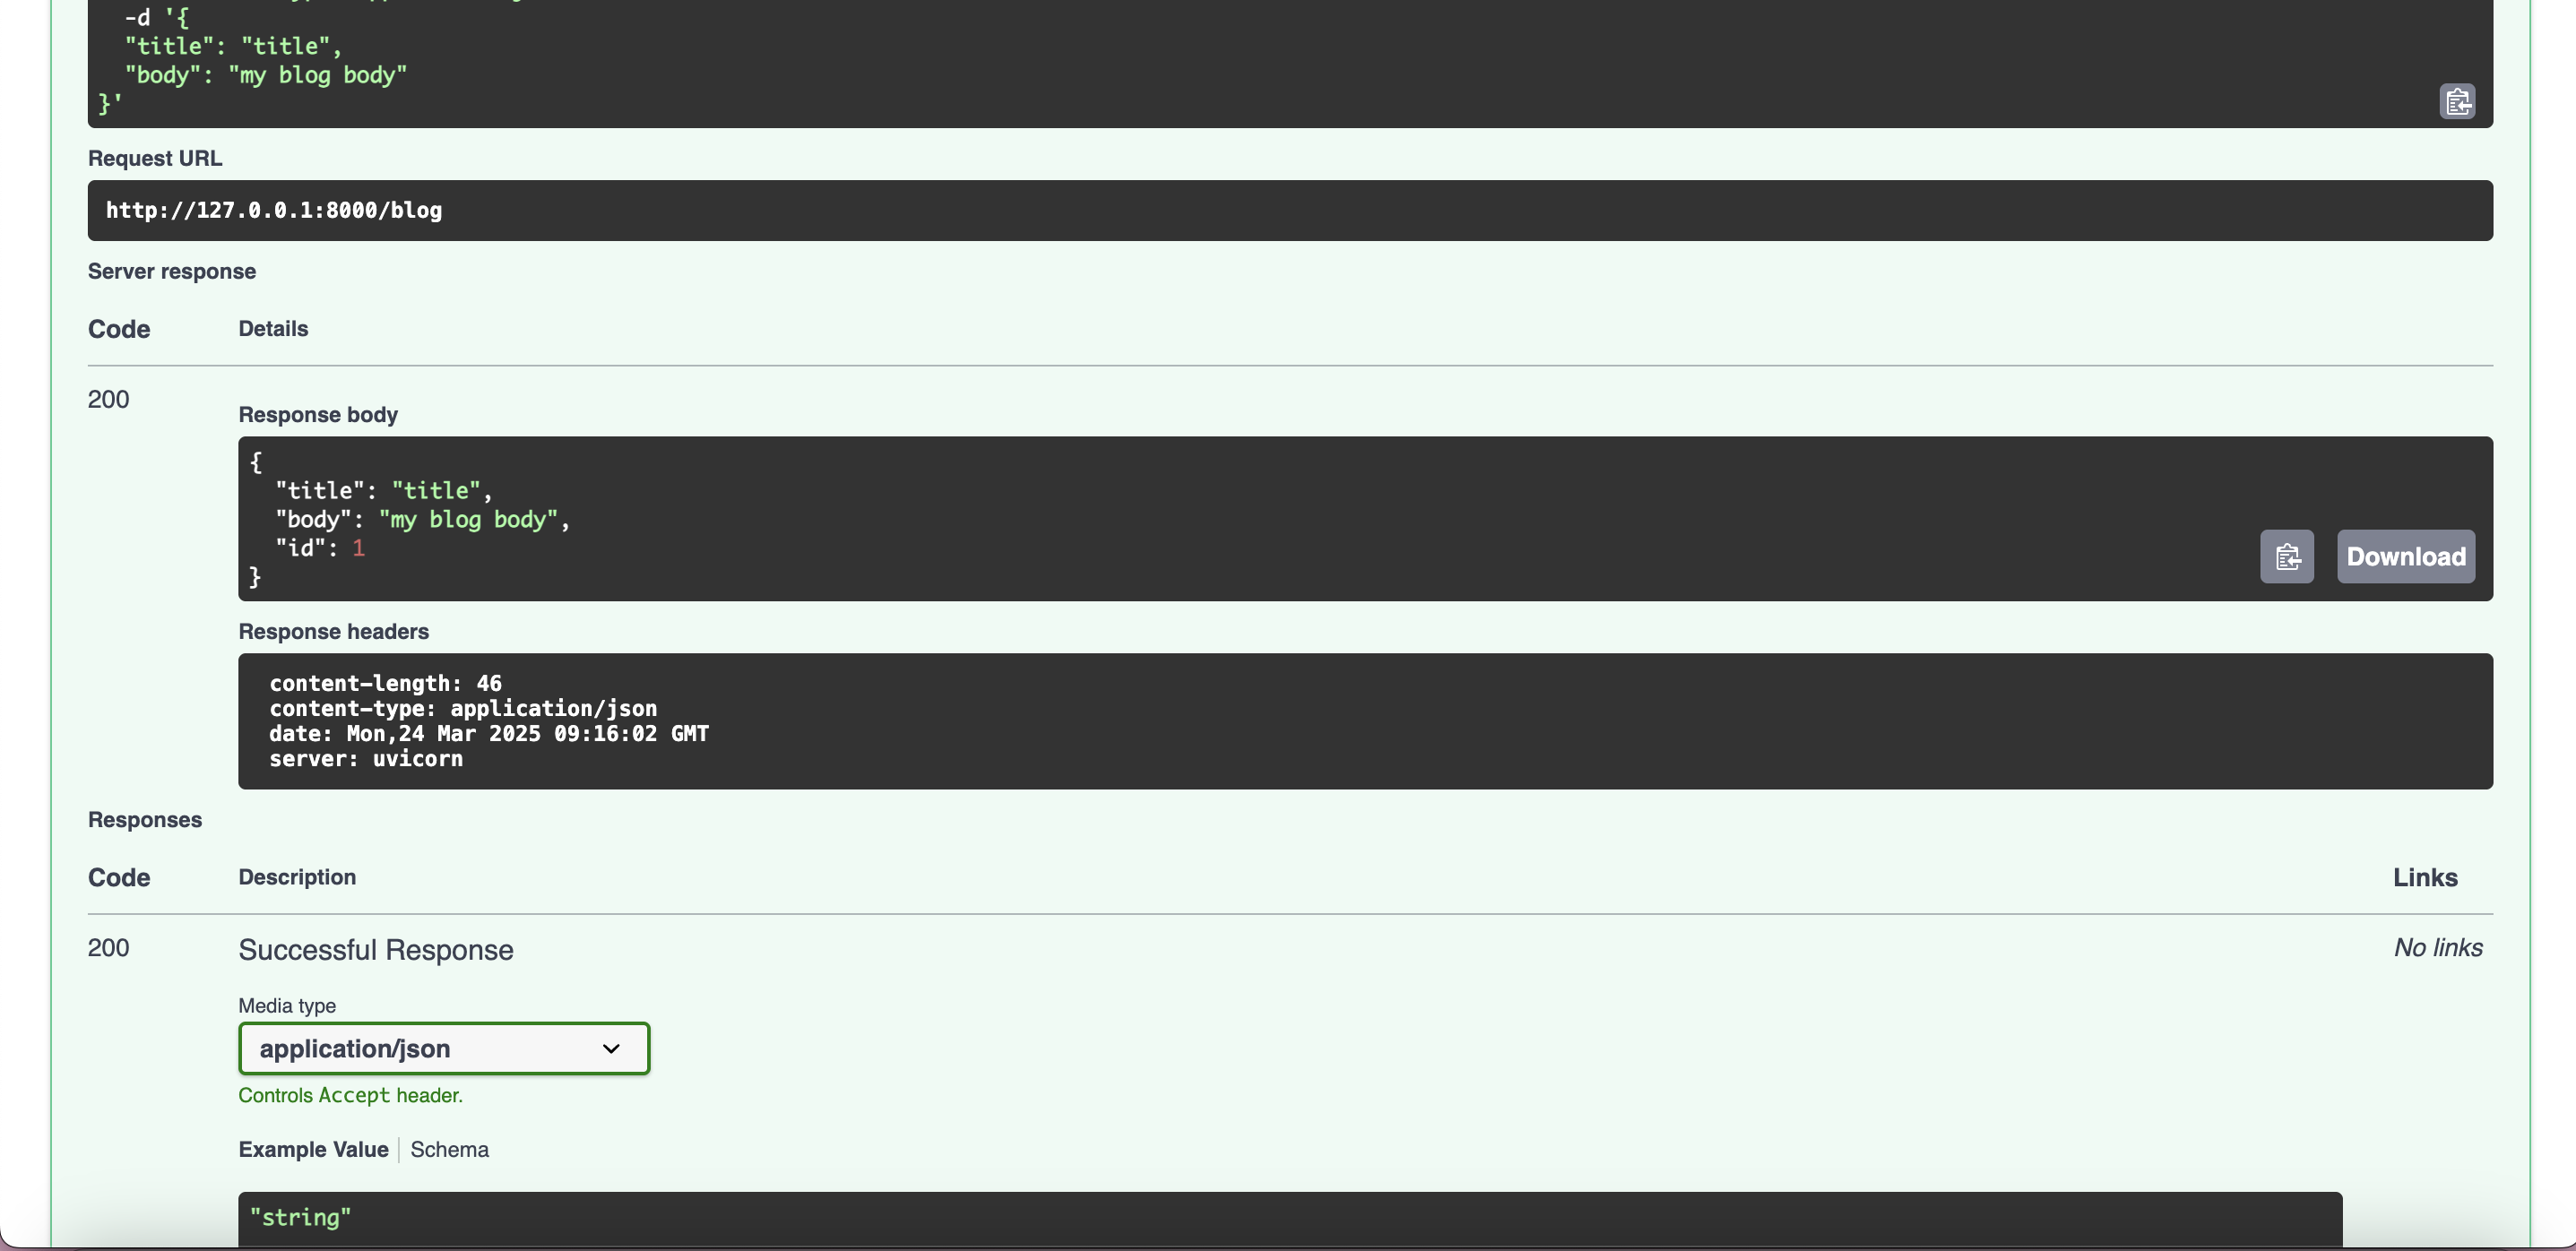 -d '{
"title": "title",
"body": "my blog body"
}'
Request URL
http://127.0.0.1:8000/blog
Server response
Code Details
200
Response body
{
"title": "title",
"body": "my blog body",
"id": 1
}
Download
Response headers
content-length: 46
content-type: application/json
date: Mon,24 Mar 2025 09:16:02 GMT
server: uvicorn
Responses
Code Description Links
200 Successful Response No links
Media type
application/json
Controls Accept header.
Example Value Schema
"string"